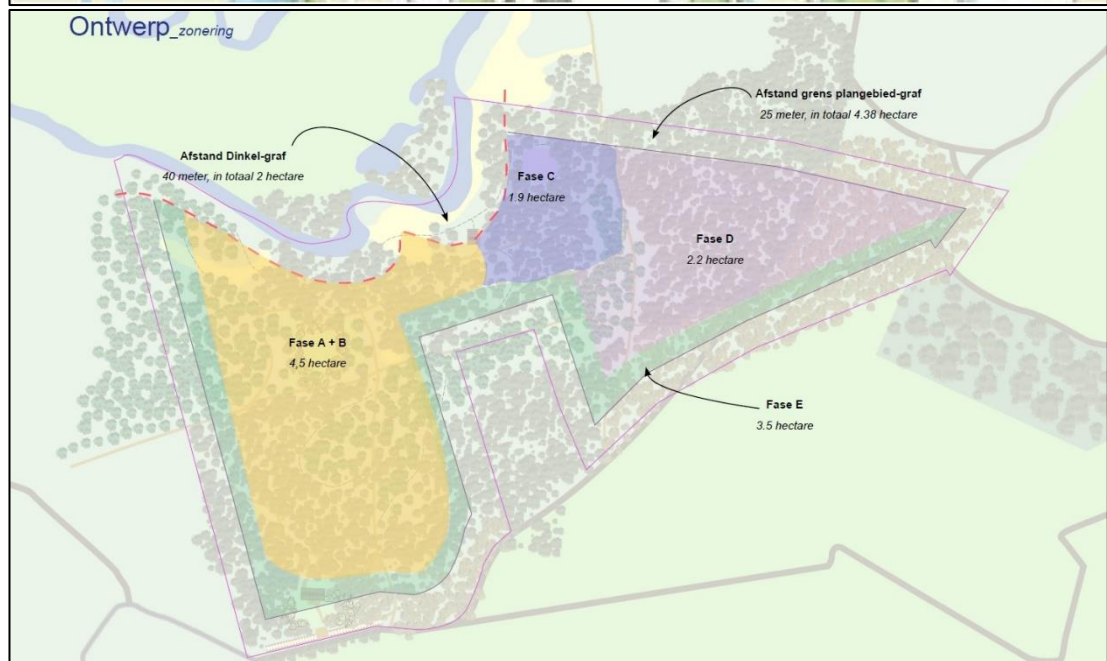 Ontwerp_zonering
Afstand grens plangebied-graf
25 meter, in totaal 4.38 hectare
Afstand Dinkel-graf
40 meter, in totaal 2 hectare
Fase C
1.9 hectare
Fase D
2.2 hectare
Fase A + B
4,5 hectare
Fase E
3.5 hectare